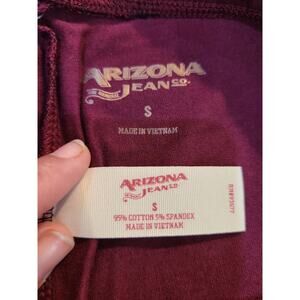 ARIZONA
JEAN CO.
S
MADE IN VIETNAM
ARIZONA
JEAN CO.
S
95% COTTON 5% SPANDEX
MADE IN VIETNAM